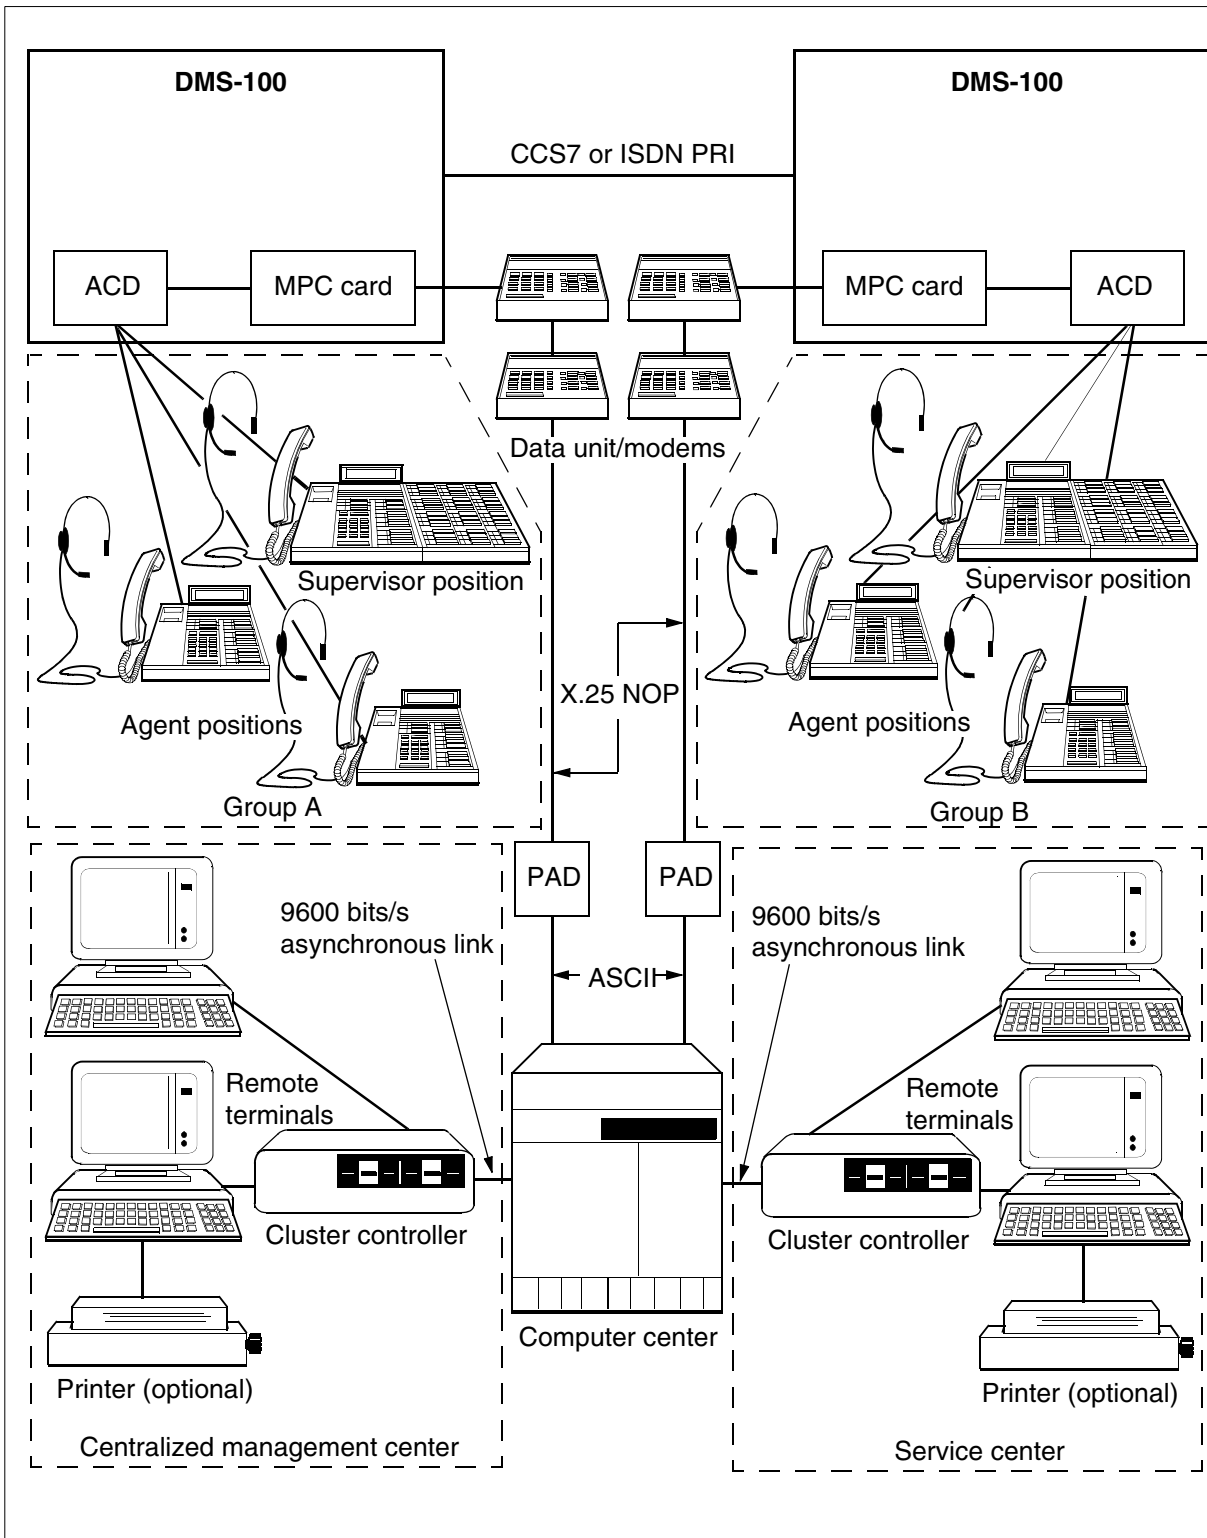 DMS-100
DMS-100
CCS7 or ISDN PRI
ACD
MPC card
MPC card
ACD
Data unit/modems
Supervisor position
Supervisor position
X.25 NOP
Agent positions
Agent positions
Group A
Group B
PAD
PAD
9600 bits/s
asynchronous link
9600 bits/s
asynchronous link
ASCII
Remote
terminals
Remote
terminals
Cluster controller
Cluster controller
Computer center
Printer (optional)
Printer (optional)
Centralized management center
Service center